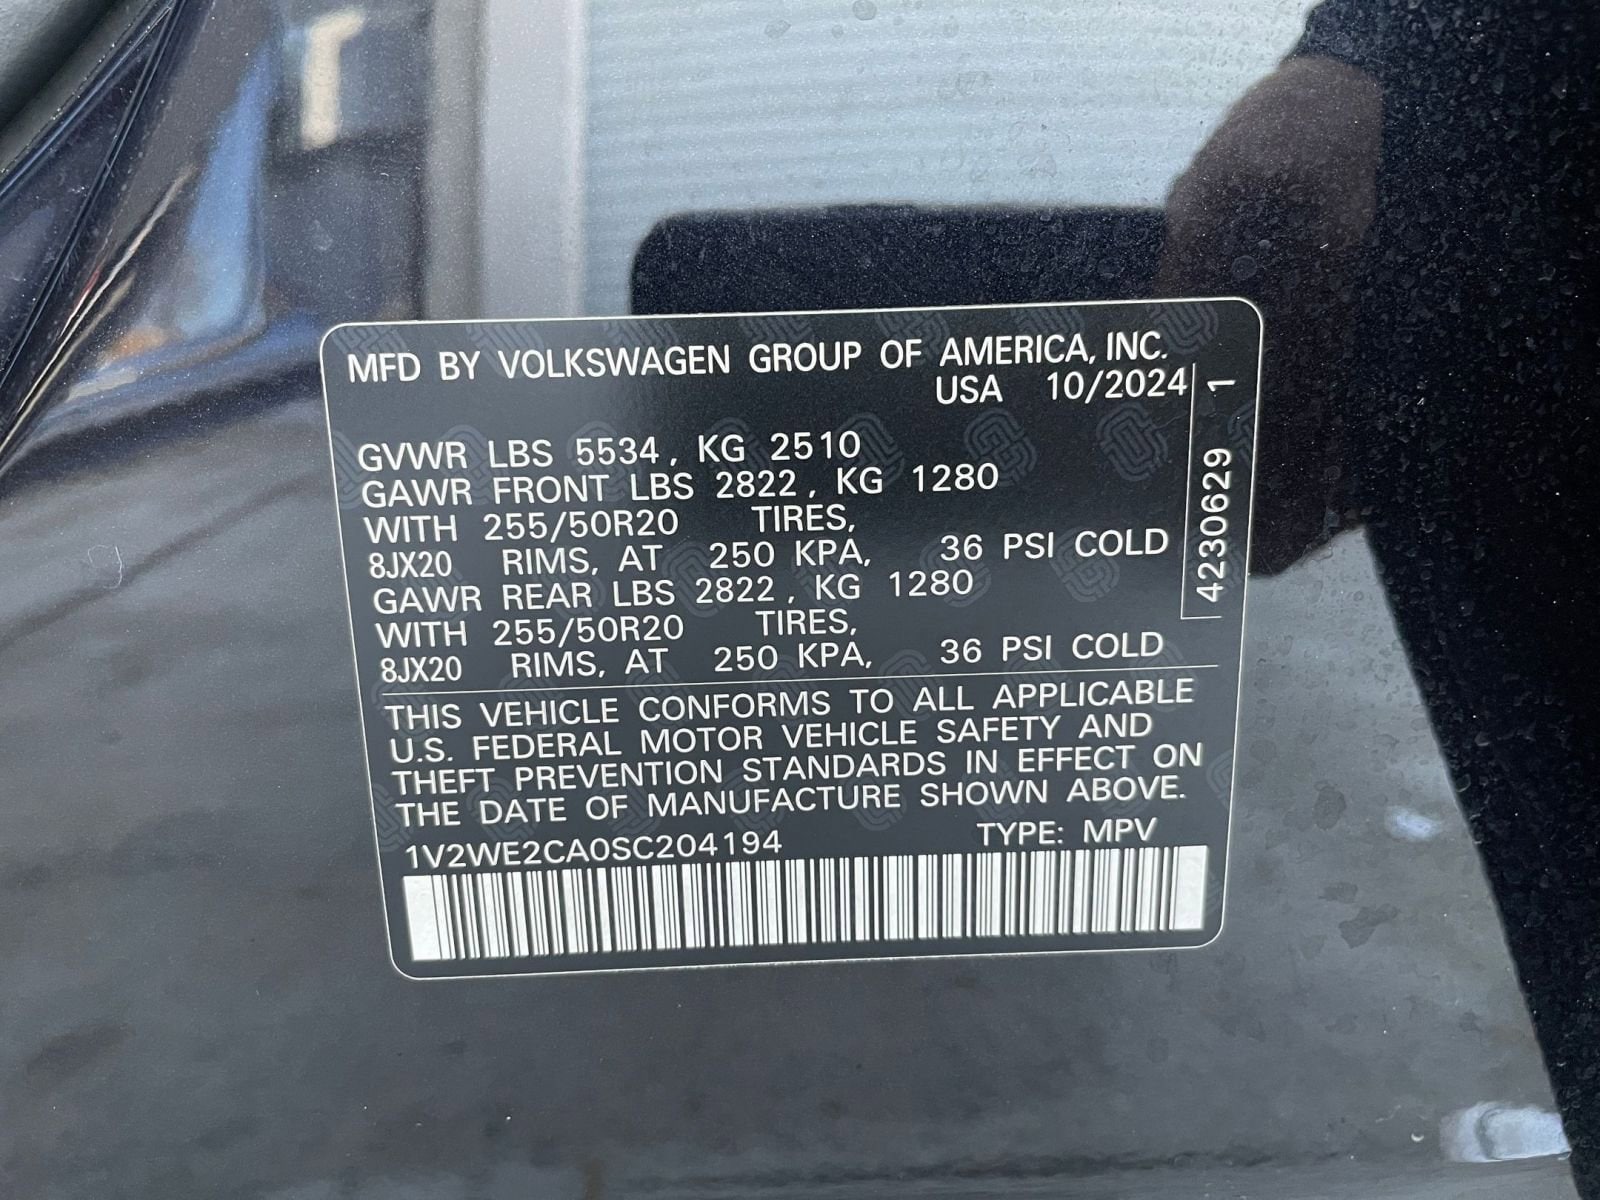 MFD BY VOLKSWAGEN GROUP OF AMERICA, INC.
USA 10/2024
GVWR LBS 5534, KG 2510
GAWR FRONT LBS 2822, KG 1280
WITH 255/50R20 TIRES,
8JX20 RIMS, AT 250 KPA, 36 PSI COLD
GAWR REAR LBS 2822, KG 1280
WITH 255/50R20 TIRES,
8JX20 RIMS, AT 250 KPA, 36 PSI COLD
4230629 1
THIS VEHICLE CONFORMS TO ALL APPLICABLE
U.S. FEDERAL MOTOR VEHICLE SAFETY AND
THEFT PREVENTION STANDARDS IN EFFECT ON
THE DATE OF MANUFACTURE SHOWN ABOVE.
1V2WE2CA0SC204194 TYPE: MPV